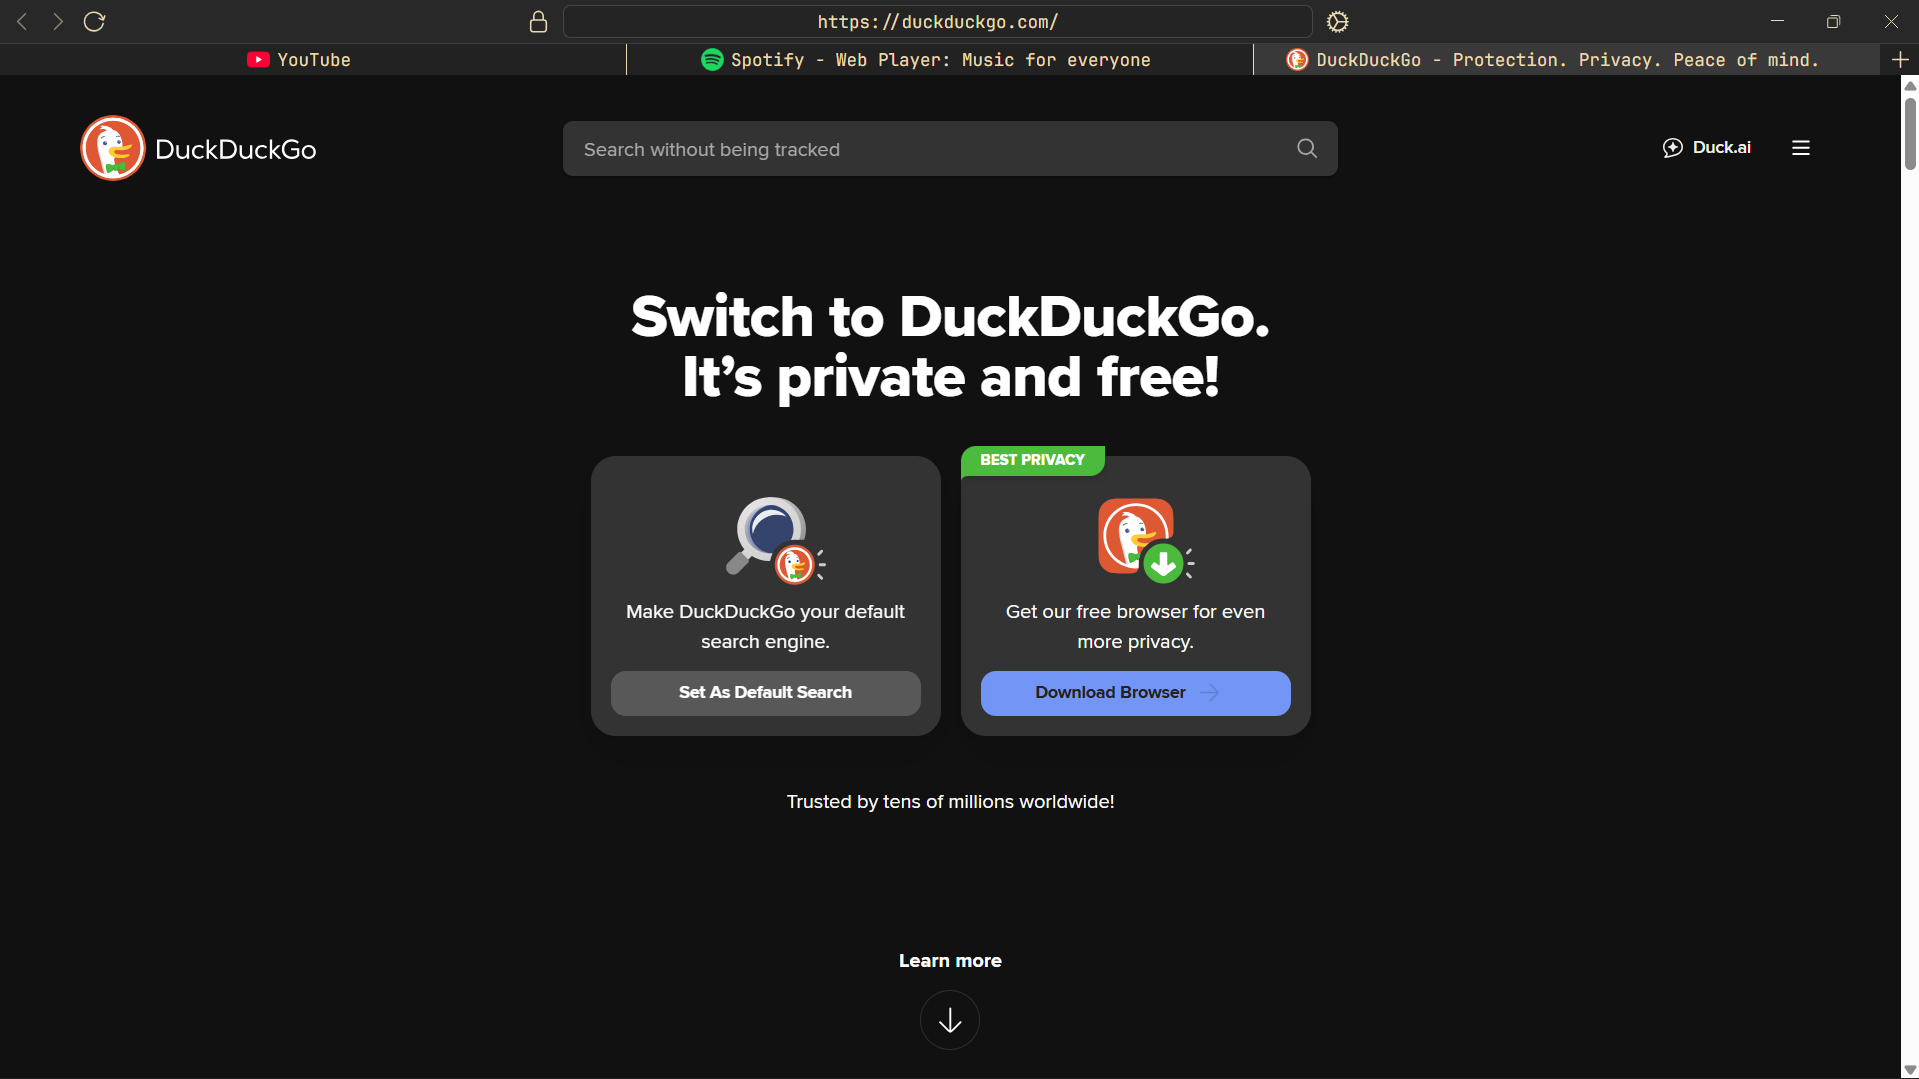 https://duckduckgo.com/
YouTube
Spotify - Web Player: Music for everyone
DuckDuckGo - Protection. Privacy. Peace of mind.
DuckDuckGo
Search without being tracked
Duck.ai
Switch to DuckDuckGo.
It’s private and free!
Make DuckDuckGo your default
search engine.
Set As Default Search
BEST PRIVACY
Get our free browser for even
more privacy.
Download Browser
Trusted by tens of millions worldwide!
Learn more